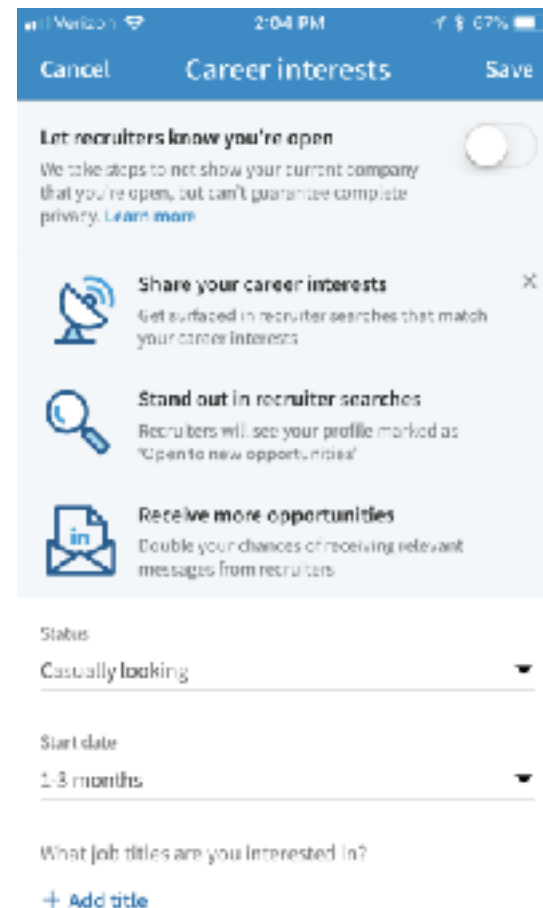 Verizon 2:04 PM 67%
Cancel Career interests Save
Let recruiters know you're open
We take steps to not show your current company
that you're open, but can't guarantee complete
privacy. Learn more
Share your career interests
Get surfaced in recruiter searches that match
your career interests
Stand out in recruiter searches
Recruiters will see your profile marked as
'Open to new opportunities'
in
Receive more opportunities
Double your chances of receiving relevant
messages from recruiters
Status
Casually looking
Start date
1-3 months
What job titles are you interested in?
+ Add title